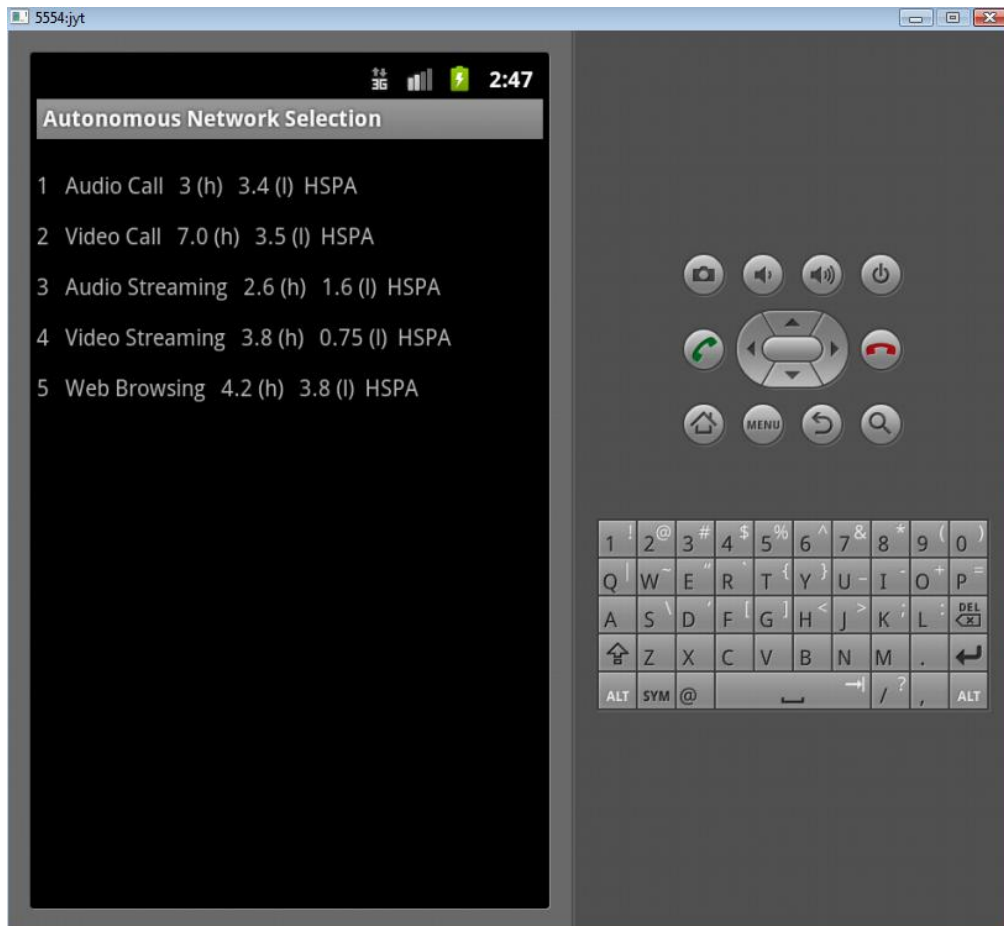 5554:jyt
3G 2:47
Autonomous Network Selection
1 Audio Call 3 (h) 3.4 (l) HSPA
2 Video Call 7.0 (h) 3.5 (l) HSPA
3 Audio Streaming 2.6 (h) 1.6 (l) HSPA
4 Video Streaming 3.8 (h) 0.75 (l) HSPA
5 Web Browsing 4.2 (h) 3.8 (l) HSPA
MENU
1 ! 2 @ 3 # 4 $ 5 % 6 ^ 7 & 8 * 9 ( 0 )
Q | W ~ E " R ` T { Y } U - I - O + P =
A S \ D ' F [ G ] H < J > K ; L : DEL
Z X C V B N M .
ALT SYM @ / ? , ALT